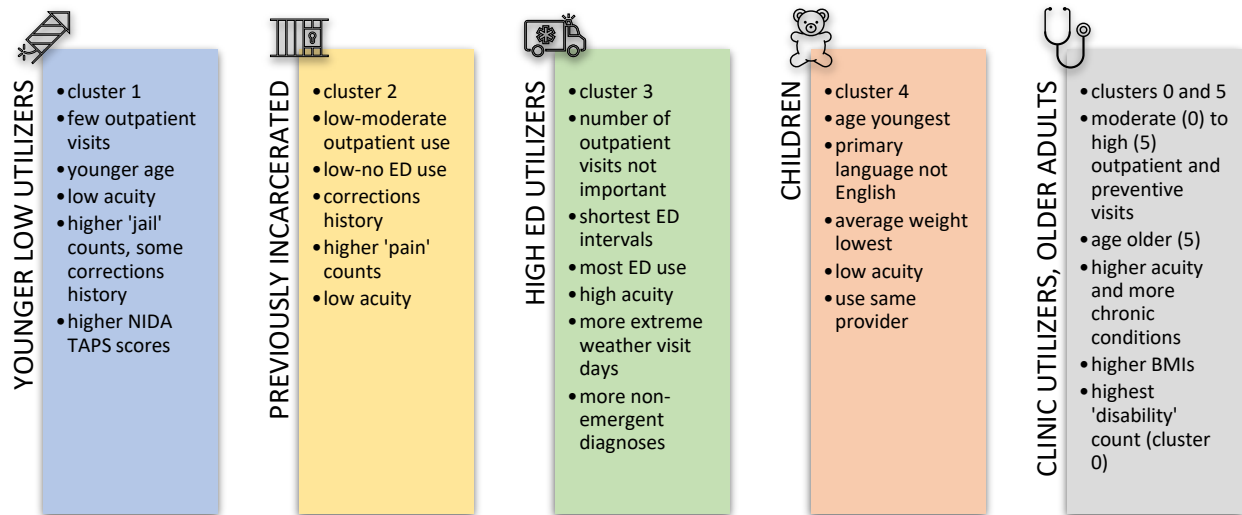 YOUNGER LOW UTILIZERS
•cluster 1
•few outpatient
visits
•younger age
•low acuity
•higher 'jail'
counts, some
corrections
history
•higher NIDA
TAPS scores
PREVIOUSLY INCARCERATED
•cluster 2
•low-moderate
outpatient use
•low-no ED use
•corrections
history
•higher 'pain'
counts
•low acuity
HIGH ED UTILIZERS
•cluster 3
•number of
outpatient
visits not
important
•shortest ED
intervals
•most ED use
•high acuity
•more extreme
weather visit
days
•more non-
emergent
diagnoses
CHILDREN
•cluster 4
•age youngest
•primary
language not
English
•average weight
lowest
•low acuity
•use same
provider
CLINIC UTILIZERS, OLDER ADULTS
•clusters 0 and 5
•moderate (0) to
high (5)
outpatient and
preventive
visits
•age older (5)
•higher acuity
and more
chronic
conditions
•higher BMIs
•highest
'disability'
count (cluster
0)